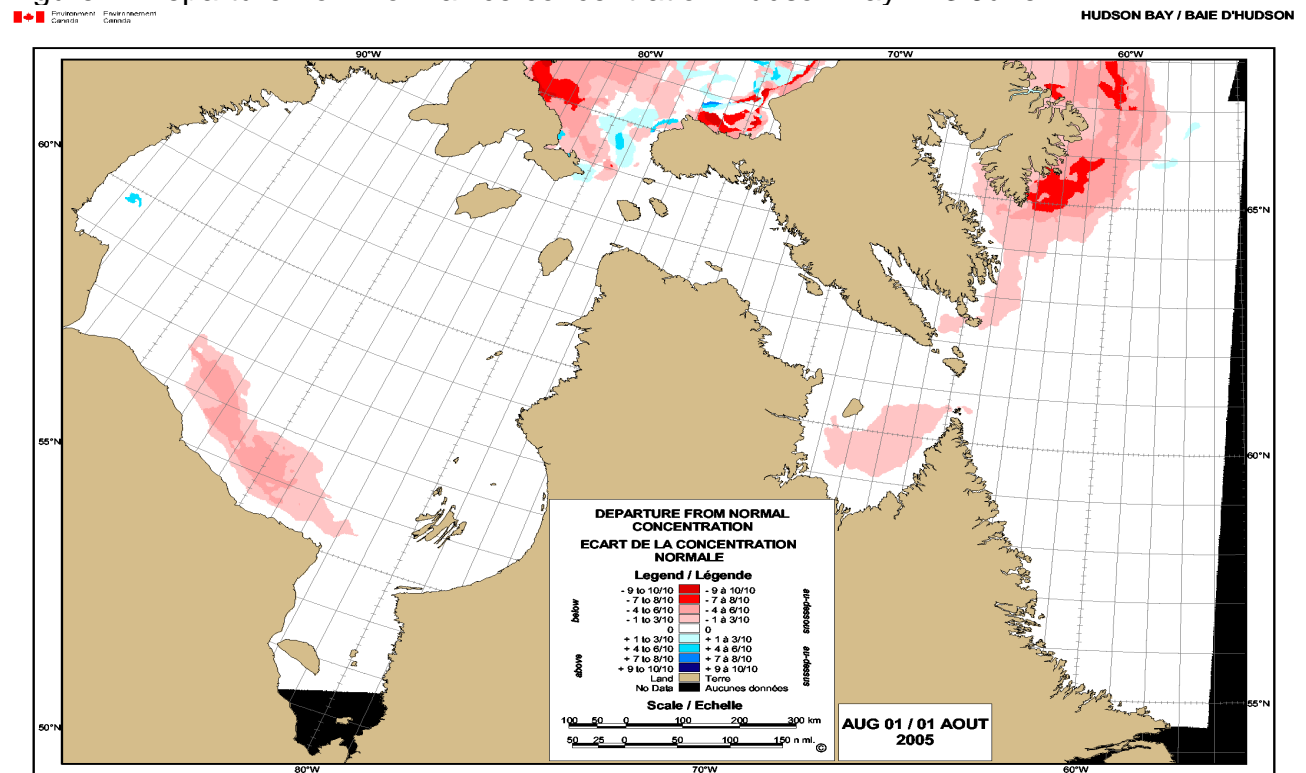 Environment Environnement
Canada Canada
HUDSON BAY / BAIE D'HUDSON
90°W 80°W 70°W 60°W
60°N
65°N
55°N
60°N
50°N
55°N
80°W 70°W 60°W
DEPARTURE FROM NORMAL
CONCENTRATION
ECART DE LA CONCENTRATION
NORMALE
Legend / Légende
below
above
- 9 to 10/10 - 9 à 10/10
- 7 to 8/10 - 7 à 8/10
- 4 to 6/10 - 4 à 6/10
- 1 to 3/10 - 1 à 3/10
0 0
+ 1 to 3/10 + 1 à 3/10
+ 4 to 6/10 + 4 à 6/10
+ 7 to 8/10 + 7 à 8/10
+ 9 to 10/10 + 9 à 10/10
Land Terre
No Data Aucunes données
au-dessous
au-dessus
Scale / Echelle
100 50 0 100 200 300 km
50 25 0 50 100 150 n mi.
©
AUG 01 / 01 AOUT
2005